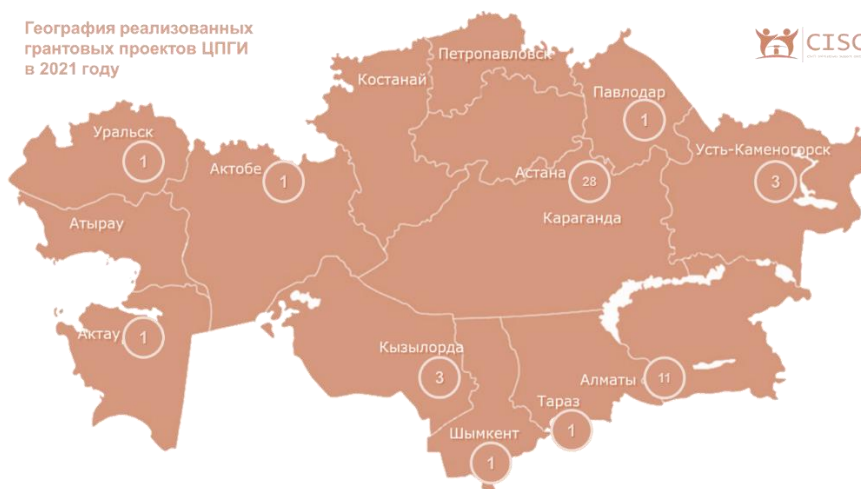 География реализованных
грантовых проектов ЦПГИ
в 2021 году
CISC
Петропавловск
Костанай
Павлодар
1
Уральск
1
Актобе
1
Астана
28
Усть-Каменогорск
3
Караганда
Атырау
Актау
1
Кызылорда
3
Алматы
11
Тараз
1
Шымкент
1